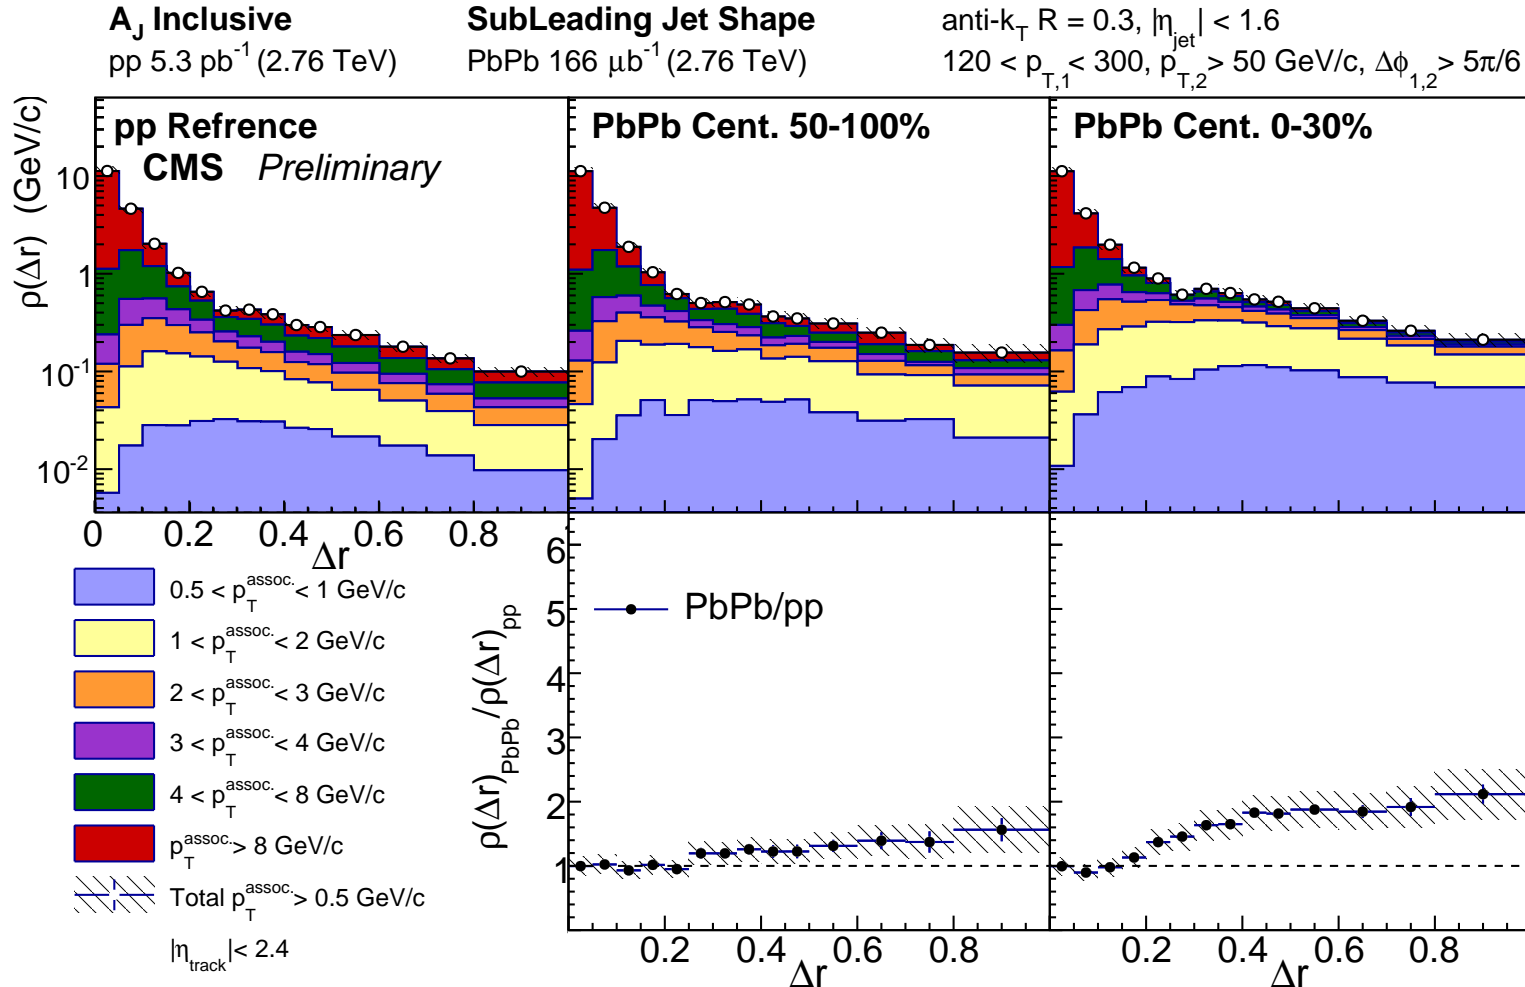 A_J Inclusive
SubLeading Jet Shape
anti-k_T R = 0.3, |η_jet| < 1.6
pp 5.3 pb^-1 (2.76 TeV)
PbPb 166 μb^-1 (2.76 TeV)
120 < p_T,1 < 300, p_T,2 > 50 GeV/c, Δϕ_1,2 > 5π/6
ρ(Δr) (GeV/c)
pp Refrence
CMS Preliminary
PbPb Cent. 50-100%
PbPb Cent. 0-30%
10
1
10^-1
10^-2
0 0.2 0.4 0.6 0.8
Δr
0.5 < p_T^assoc. < 1 GeV/c
1 < p_T^assoc. < 2 GeV/c
2 < p_T^assoc. < 3 GeV/c
3 < p_T^assoc. < 4 GeV/c
4 < p_T^assoc. < 8 GeV/c
p_T^assoc. > 8 GeV/c
Total p_T^assoc. > 0.5 GeV/c
|η_track| < 2.4
ρ(Δr)_PbPb/ρ(Δr)_pp
6
5
4
3
2
1
PbPb/pp
0.2 0.4 0.6 0.8
Δr
0.2 0.4 0.6 0.8
Δr